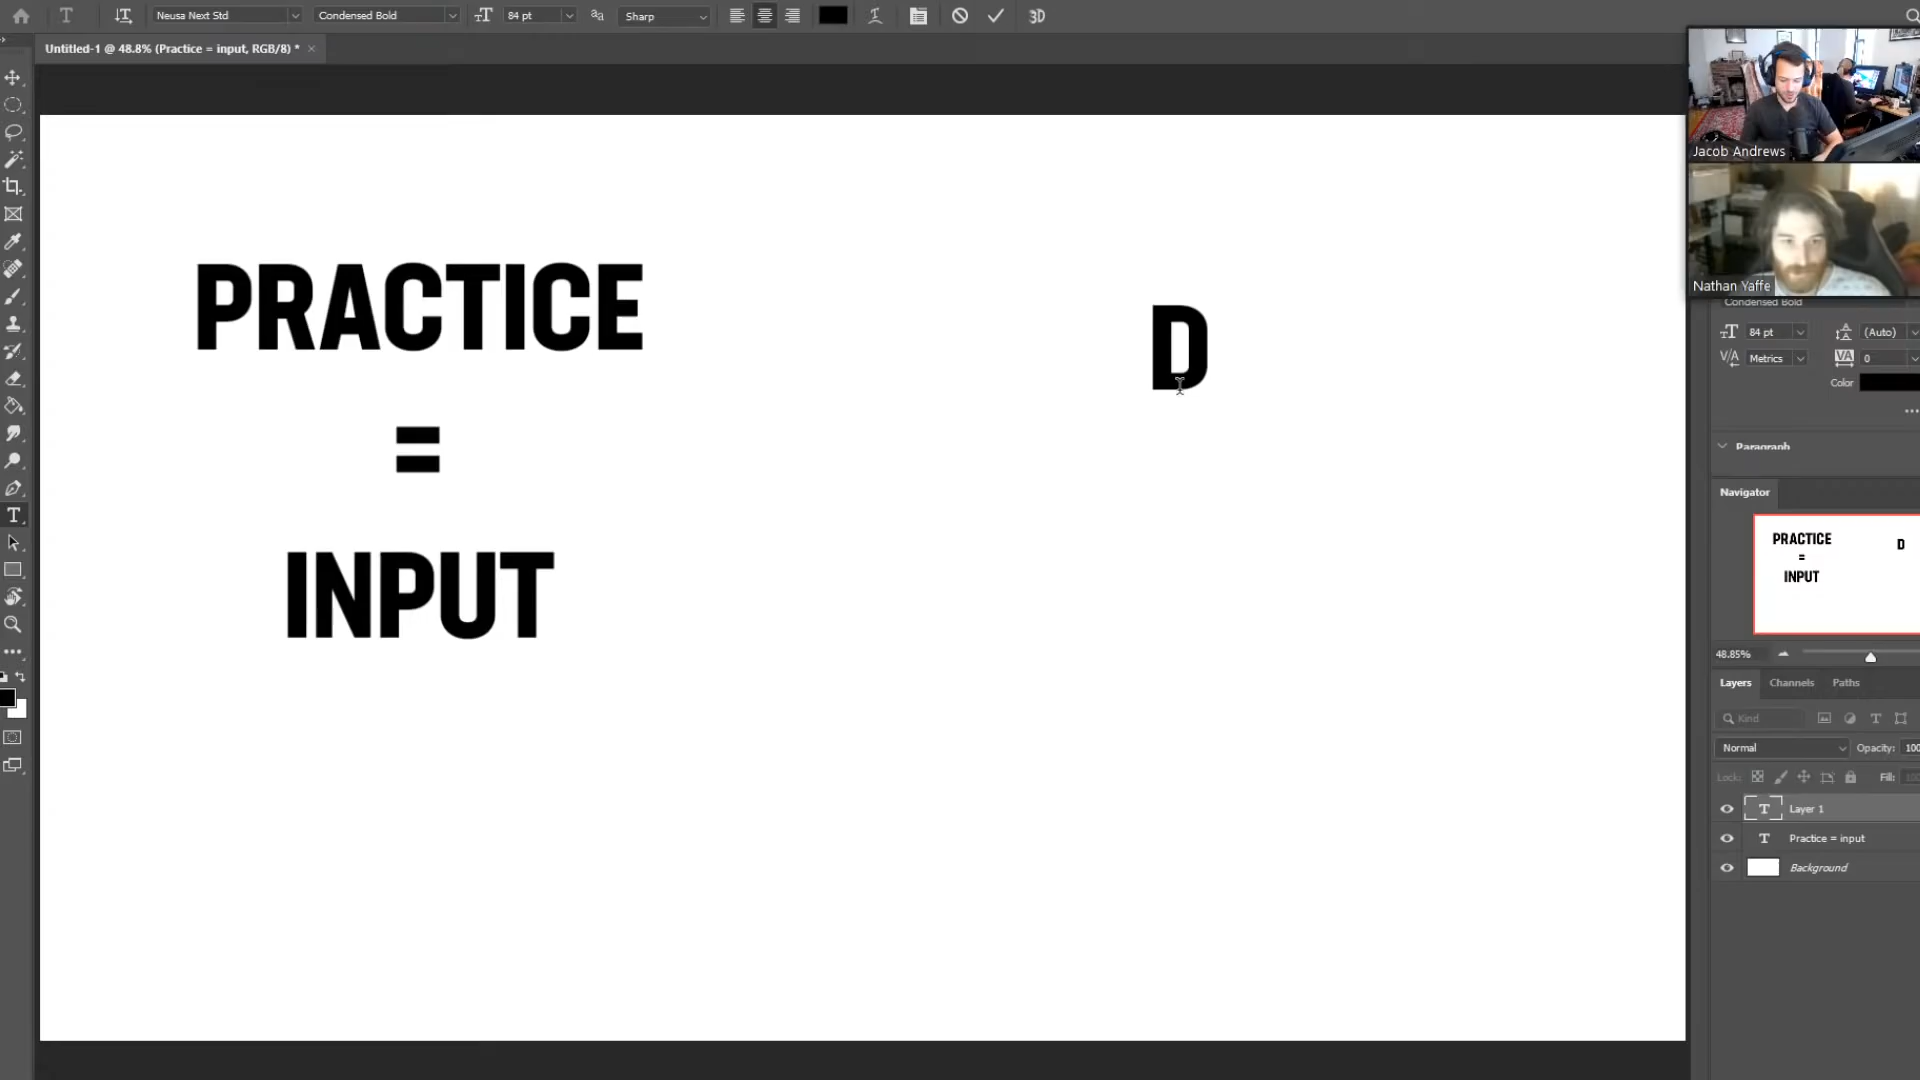 Neusa Next Std
Condensed Bold
84 pt
Sharp
3D
Untitled-1 @ 48.8% (Practice = input, RGB/8) *
PRACTICE
=
INPUT
D
Jacob Andrews
Nathan Yaffe
Condensed Bold
84 pt
(Auto)
Metrics
0
Color
Paragraph
Navigator
PRACTICE
=
INPUT
D
48.85%
Layers
Channels
Paths
Kind
Normal
Opacity: 100
Lock:
Fill: 100
Layer 1
Practice = input
Background